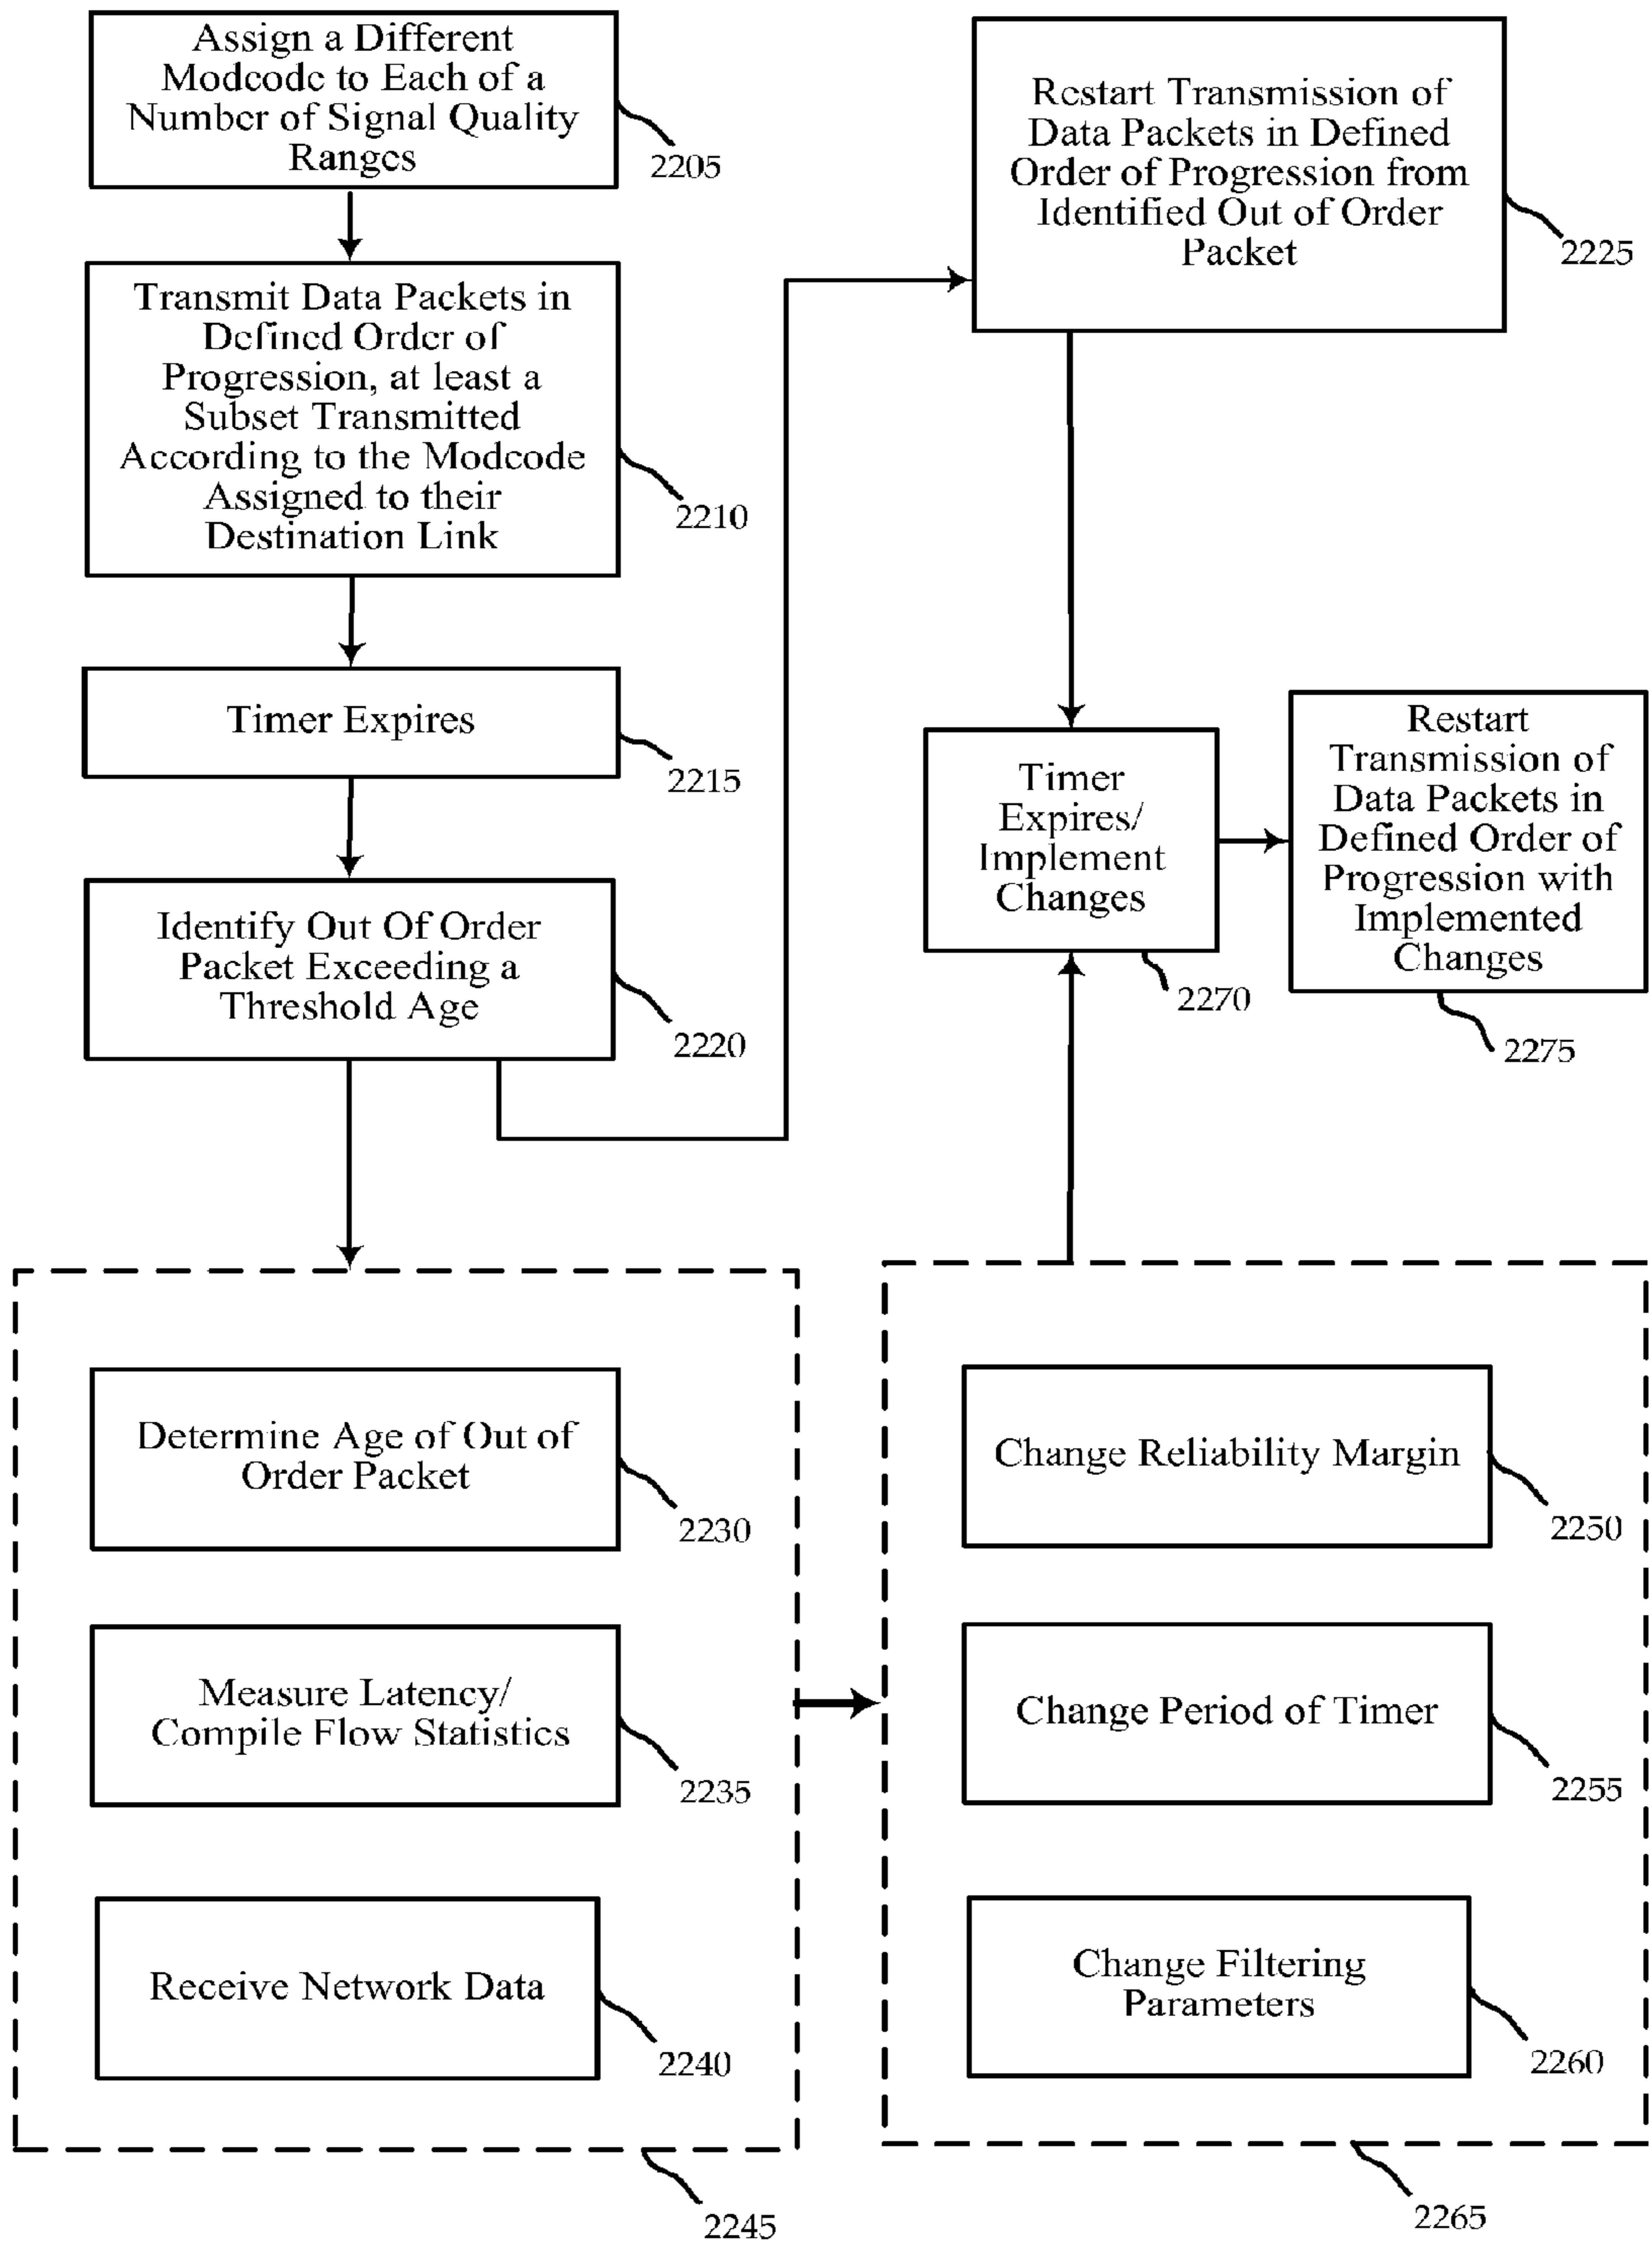 Assign a Different
Modcode to Each of a
Number of Signal Quality
Ranges
2205
Transmit Data Packets in
Defined Order of
Progression, at least a
Subset Transmitted
According to the Modcode
Assigned to their
Destination Link
2210
Timer Expires
2215
Identify Out Of Order
Packet Exceeding a
Threshold Age
2220
Restart Transmission of
Data Packets in Defined
Order of Progression from
Identified Out of Order
Packet
2225
Timer
Expires/
Implement
Changes
2270
Restart
Transmission of
Data Packets in
Defined Order of
Progression with
Implemented
Changes
2275
Determine Age of Out of
Order Packet
2230
Measure Latency/
Compile Flow Statistics
2235
Receive Network Data
2240
2245
Change Reliability Margin
2250
Change Period of Timer
2255
Change Filtering
Parameters
2260
2265